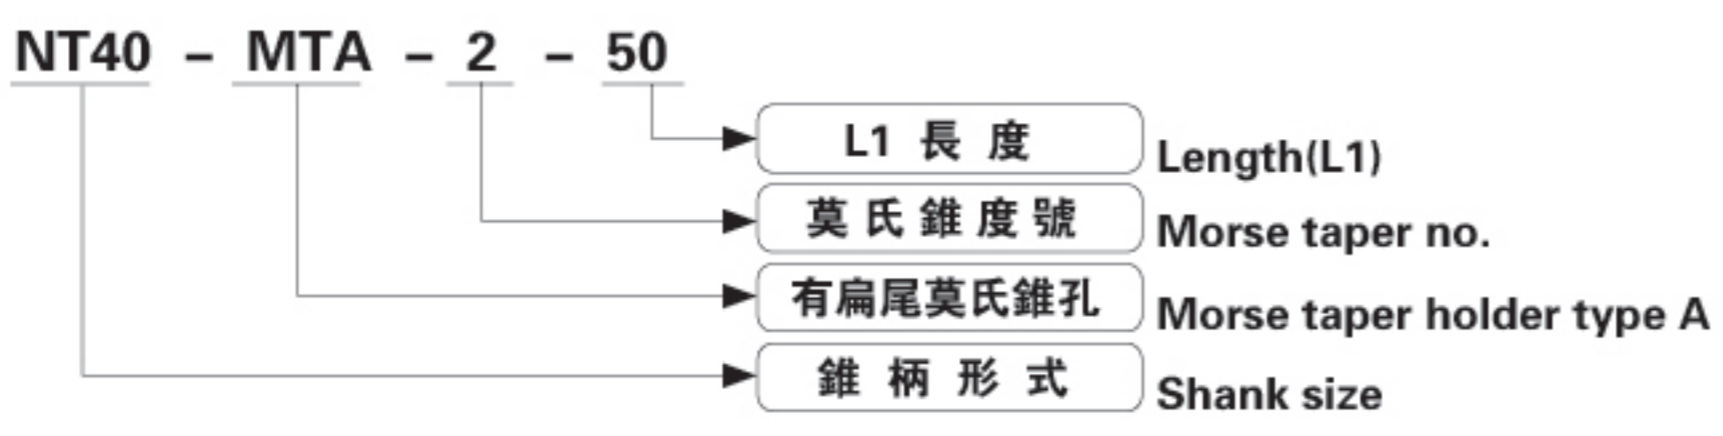 NT40 – MTA – 2 – 50
L1 長度 Length(L1)
莫氏錐度號 Morse taper no.
有扁尾莫氏錐孔 Morse taper holder type A
錐柄形式 Shank size